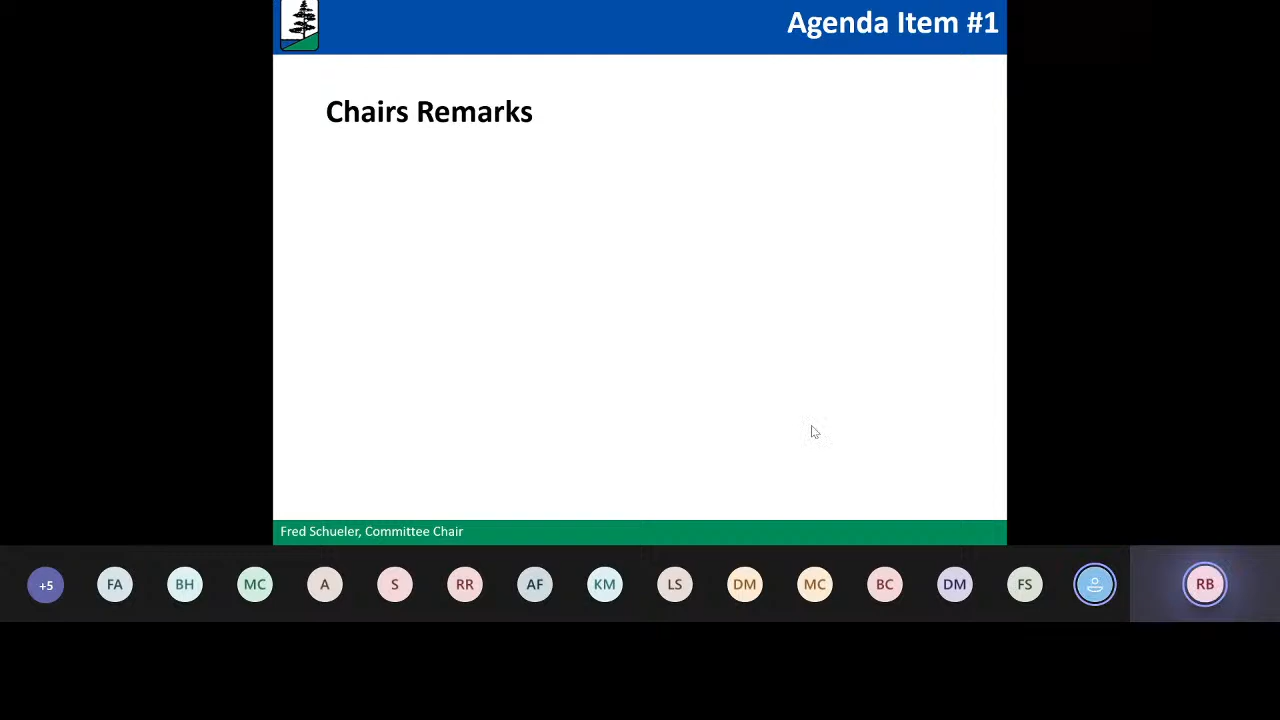 Agenda Item #1
Chairs Remarks
Fred Schueler, Committee Chair
+5 FA BH MC A S RR AF KM LS DM MC BC DM FS RB